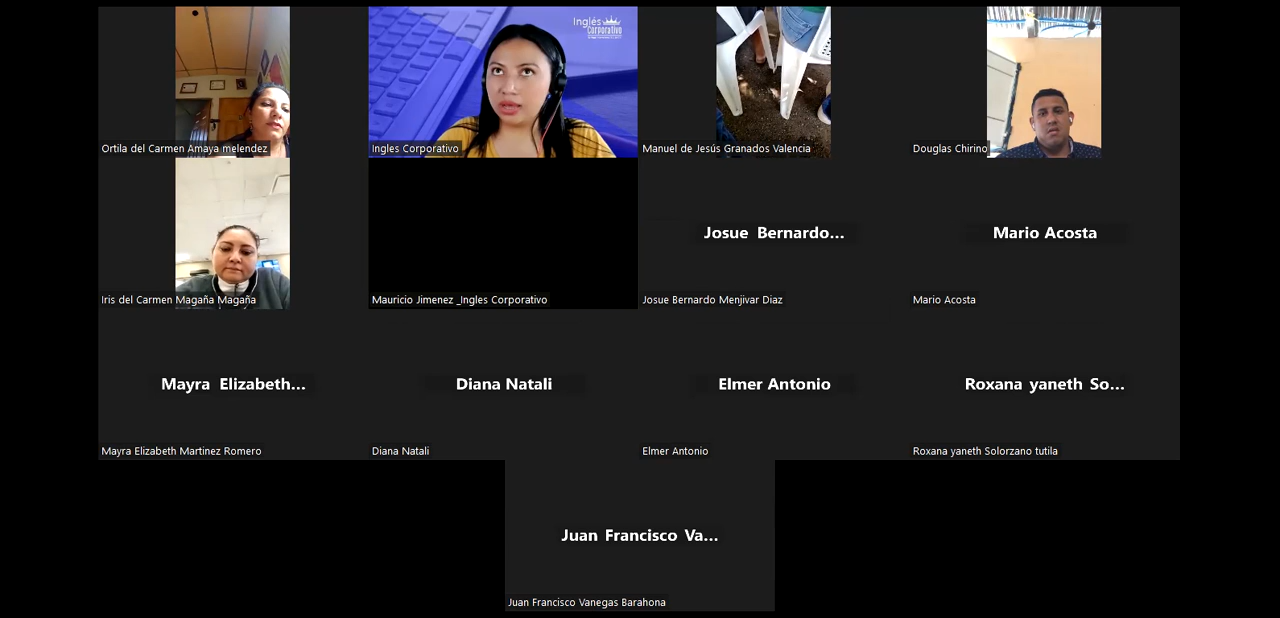 Inglés
Corporativo
Ortila del Carmen Amaya melendez
Ingles Corporativo
Manuel de Jesús Granados Valencia
Douglas Chirino
Josue Bernardo...
Mario Acosta
Iris del Carmen Magaña Magaña
Mauricio Jimenez _Ingles Corporativo
Josue Bernardo Menjivar Diaz
Mario Acosta
Mayra Elizabeth...
Diana Natali
Elmer Antonio
Roxana yaneth So...
Mayra Elizabeth Martinez Romero
Diana Natali
Elmer Antonio
Roxana yaneth Solorzano tutila
Juan Francisco Va...
Juan Francisco Vanegas Barahona